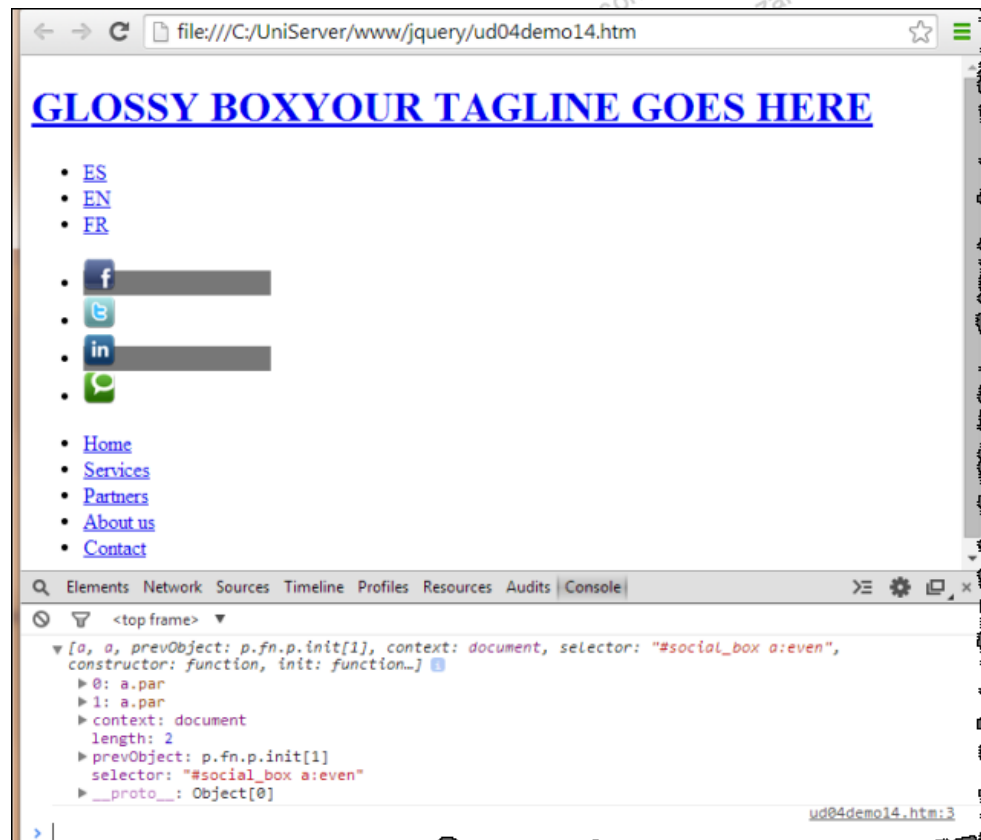 file:///C:/UniServer/www/jquery/ud04demo14.htm
GLOSSY BOXYOUR TAGLINE GOES HERE
ES
EN
FR
f
t
in
Home
Services
Partners
About us
Contact
Elements Network Sources Timeline Profiles Resources Audits Console
<top frame> ▼
[a, a, prevObject: p.fn.p.init[1], context: document, selector: "#social_box a:even",
constructor: function, init: function…]
0: a.par
1: a.par
context: document
length: 2
prevObject: p.fn.p.init[1]
selector: "#social_box a:even"
__proto__: Object[0]
ud04demo14.htm:3